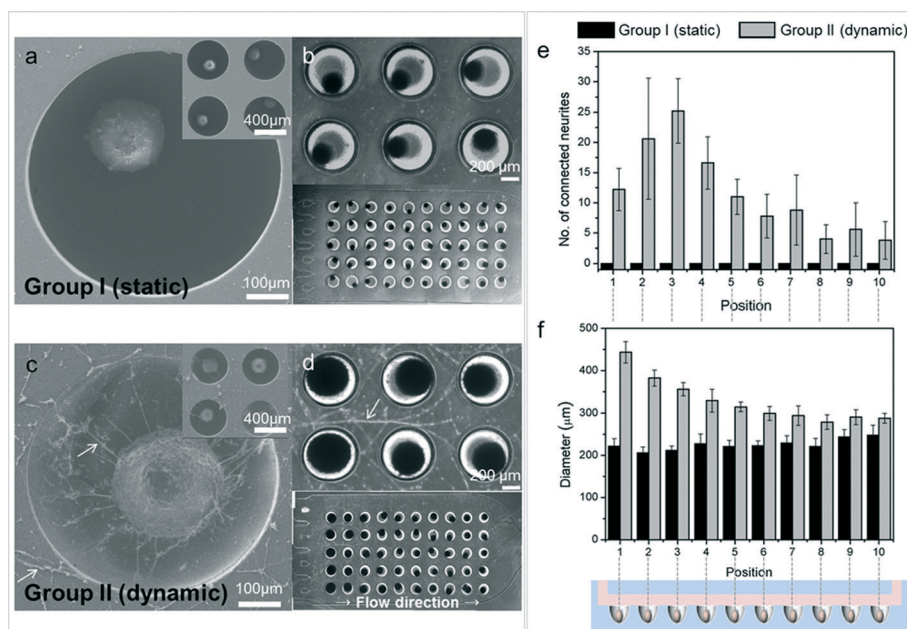 a
400μm
Group I (static)
100μm
b
200 μm
c
400μm
Group II (dynamic)
100μm
d
200 μm
→ Flow direction →
Group I (static) Group II (dynamic)
e
No. of connected neurites
40
35
30
25
20
15
10
5
0
1 2 3 4 5 6 7 8 9 10
Position
f
Diameter (μm)
500
400
300
200
100
0
1 2 3 4 5 6 7 8 9 10
Position